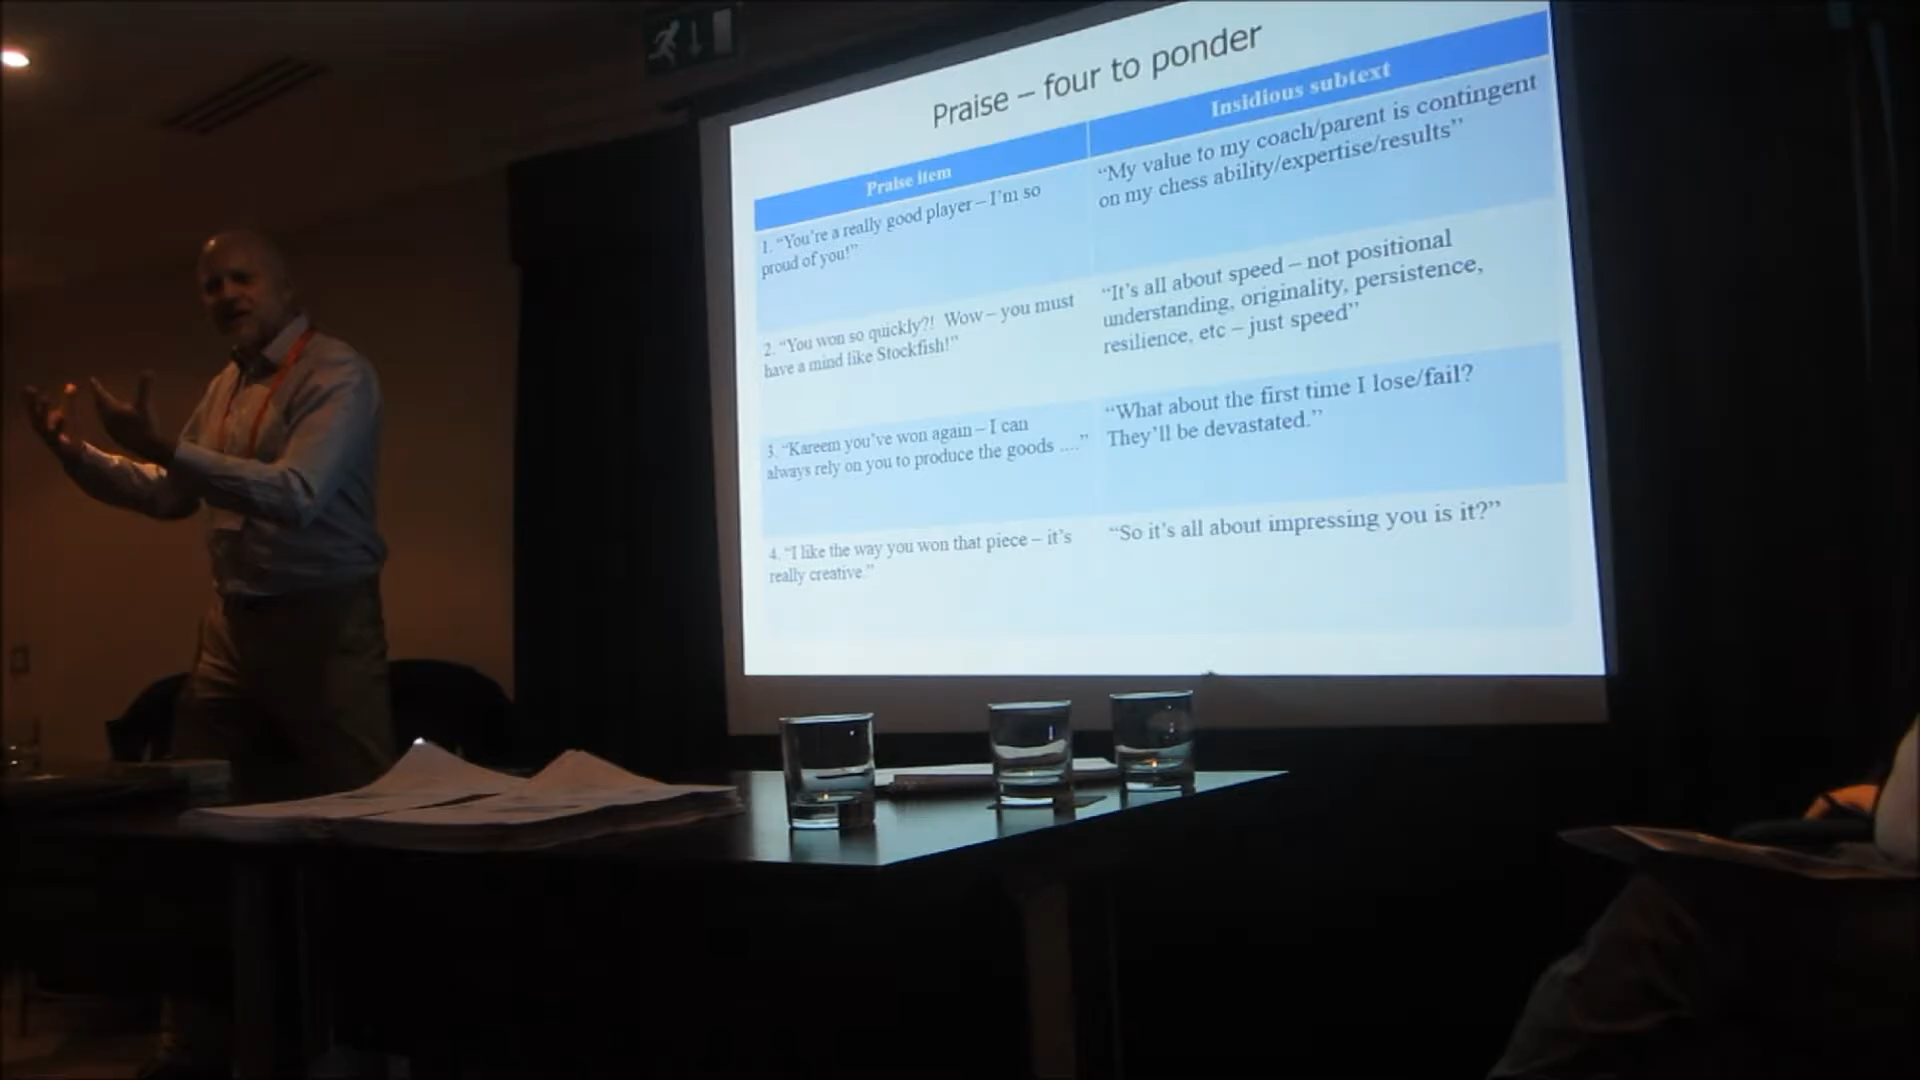 Praise – four to ponder
Praise item
Insidious subtext
1. “You’re a really good player – I’m so
proud of you!”
“My value to my coach/parent is contingent
on my chess ability/expertise/results”
2. “You won so quickly?! Wow – you must
have a mind like Stockfish!”
“It’s all about speed – not positional
understanding, originality, persistence,
resilience, etc – just speed”
3. “Kareem you’ve won again – I can
always rely on you to produce the goods ....”
“What about the first time I lose/fail?
They’ll be devastated.”
4. “I like the way you won that piece – it’s
really creative.”
“So it’s all about impressing you is it?”